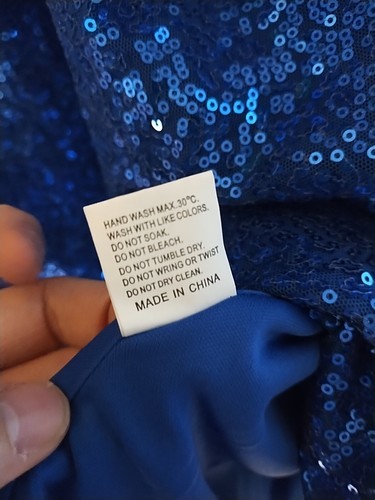 HAND WASH MAX.30°C.
WASH WITH LIKE COLORS.
DO NOT SOAK.
DO NOT BLEACH.
DO NOT TUMBLE DRY.
DO NOT WRING OR TWIST
DO NOT DRY CLEAN.
MADE IN CHINA